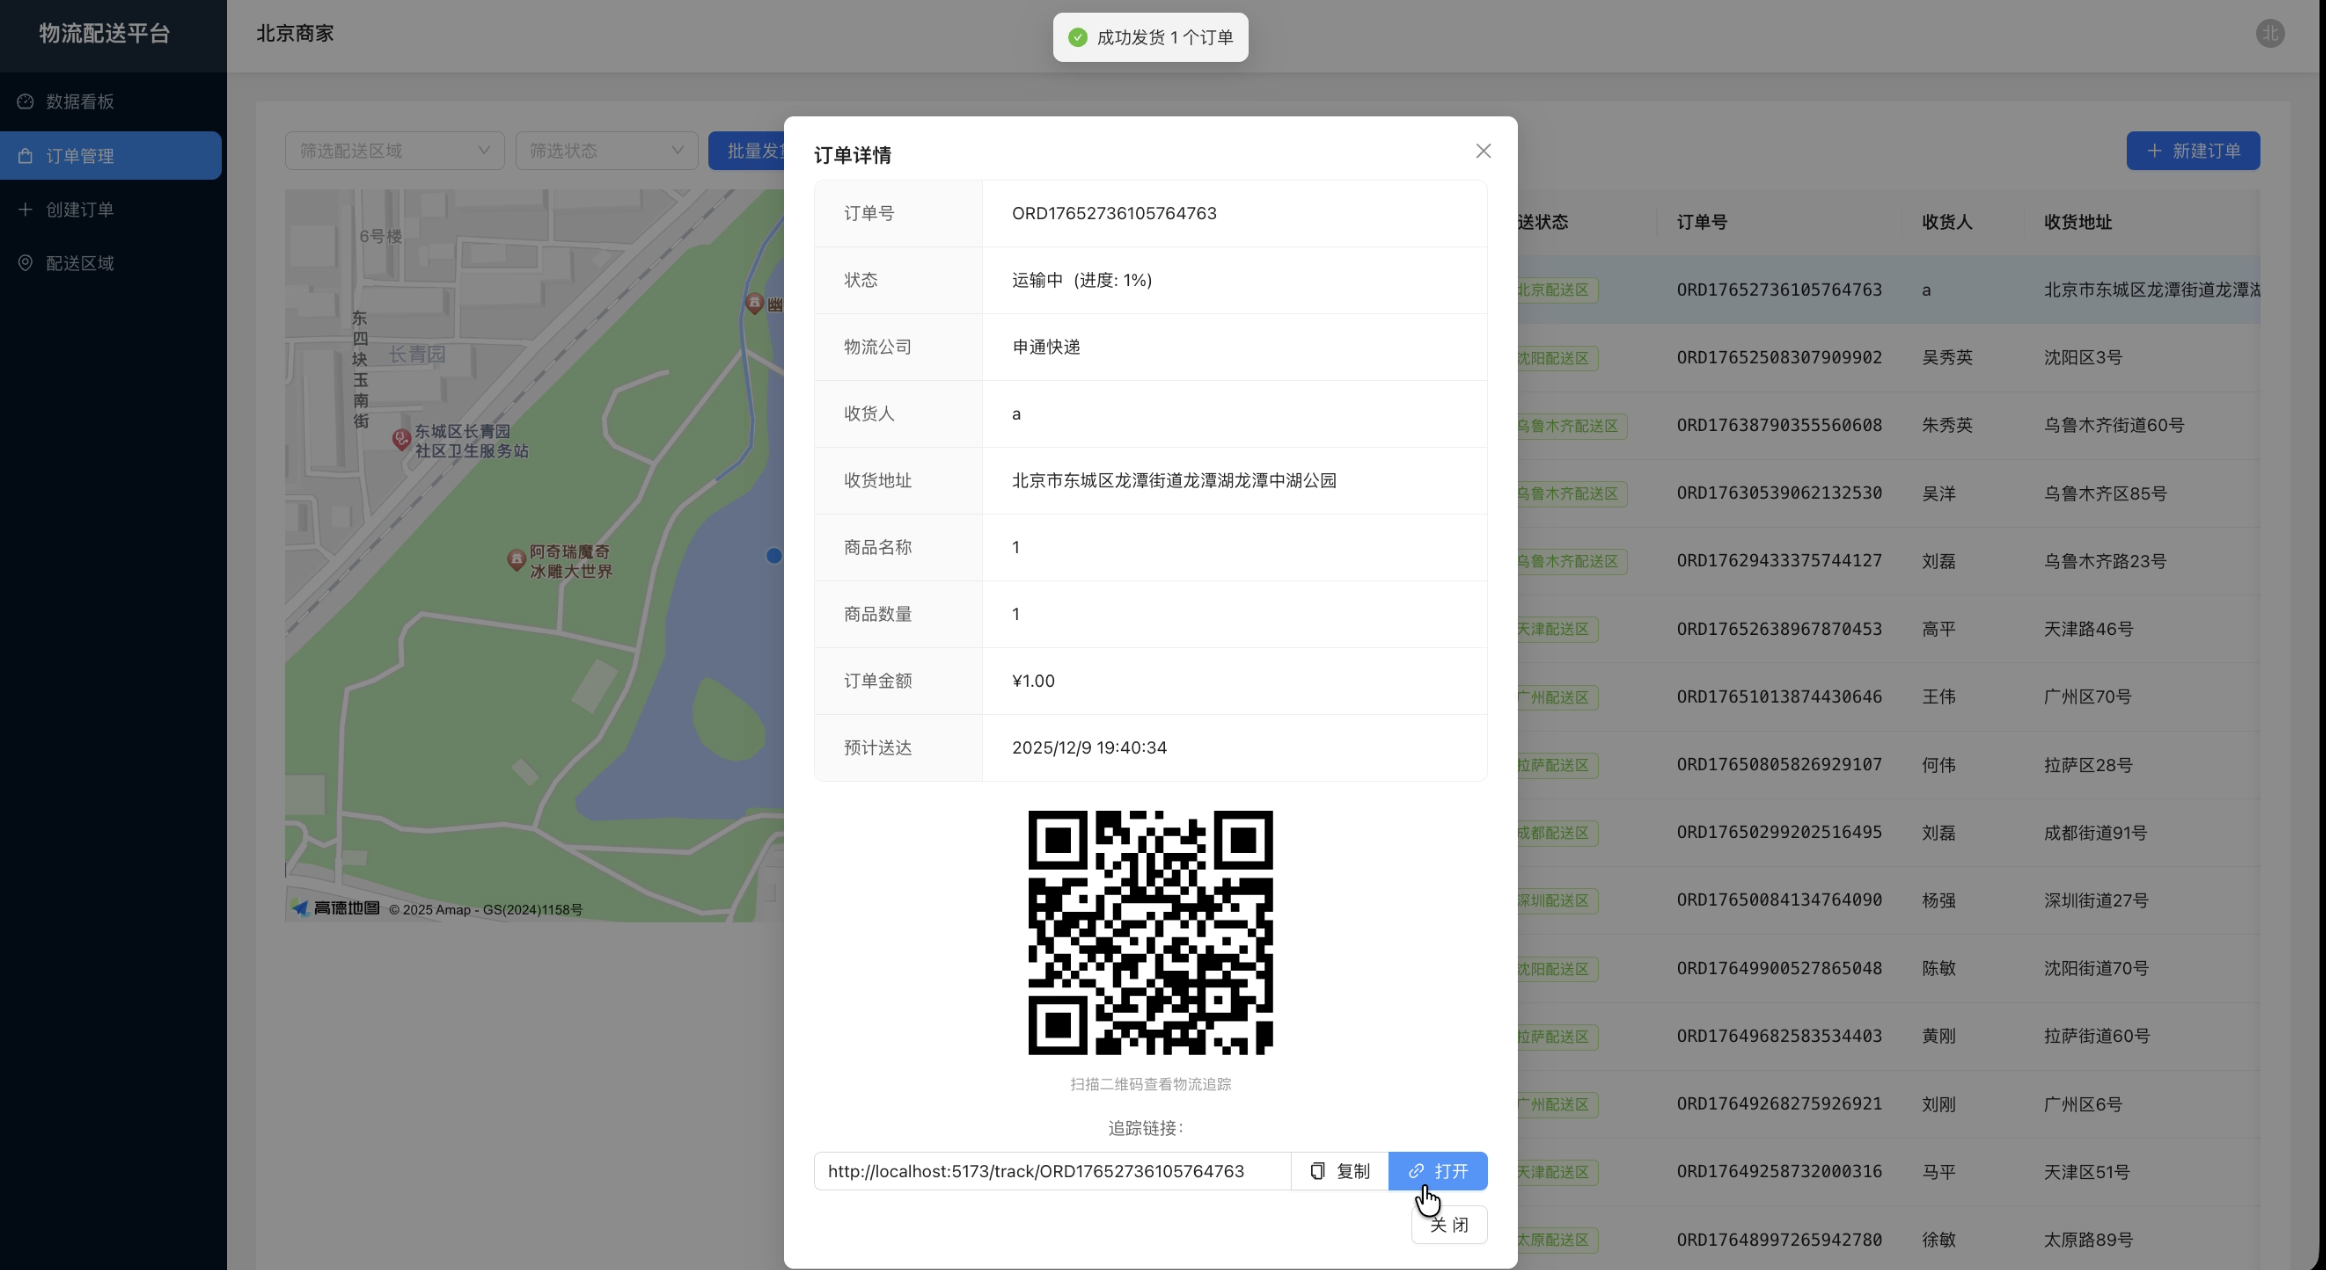 物流配送平台
北京商家
成功发货 1 个订单
北
数据看板
订单管理
创建订单
配送区域
筛选配送区域
筛选状态
批量发
新建订单
6号楼
东四块玉南街
长青园
东城区长青园
社区卫生服务站
阿奇瑞魔奇
冰雕大世界
高德地图 © 2025 Amap - GS(2024)1158号
订单详情
订单号 ORD17652736105764763
状态 运输中 (进度: 1%)
物流公司 申通快递
收货人 a
收货地址 北京市东城区龙潭街道龙潭湖龙潭中湖公园
商品名称 1
商品数量 1
订单金额 ¥1.00
预计送达 2025/12/9 19:40:34
扫描二维码查看物流追踪
追踪链接：
http://localhost:5173/track/ORD17652736105764763
复制
打开
关 闭
送状态 订单号 收货人 收货地址
北京配送区 ORD17652736105764763 a 北京市东城区龙潭街道龙潭
沈阳配送区 ORD17652508307909902 吴秀英 沈阳区3号
乌鲁木齐配送区 ORD17638790355560608 朱秀英 乌鲁木齐街道60号
乌鲁木齐配送区 ORD17630539062132530 吴洋 乌鲁木齐区85号
乌鲁木齐配送区 ORD17629433375744127 刘磊 乌鲁木齐路23号
天津配送区 ORD17652638967870453 高平 天津路46号
广州配送区 ORD17651013874430646 王伟 广州区70号
拉萨配送区 ORD17650805826929107 何伟 拉萨区28号
成都配送区 ORD17650299202516495 刘磊 成都街道91号
深圳配送区 ORD17650084134764090 杨强 深圳街道27号
沈阳配送区 ORD17649900527865048 陈敏 沈阳街道70号
拉萨配送区 ORD17649682583534403 黄刚 拉萨街道60号
广州配送区 ORD17649268275926921 刘刚 广州区6号
天津配送区 ORD17649258732000316 马平 天津区51号
太原配送区 ORD17648997265942780 徐敏 太原路89号